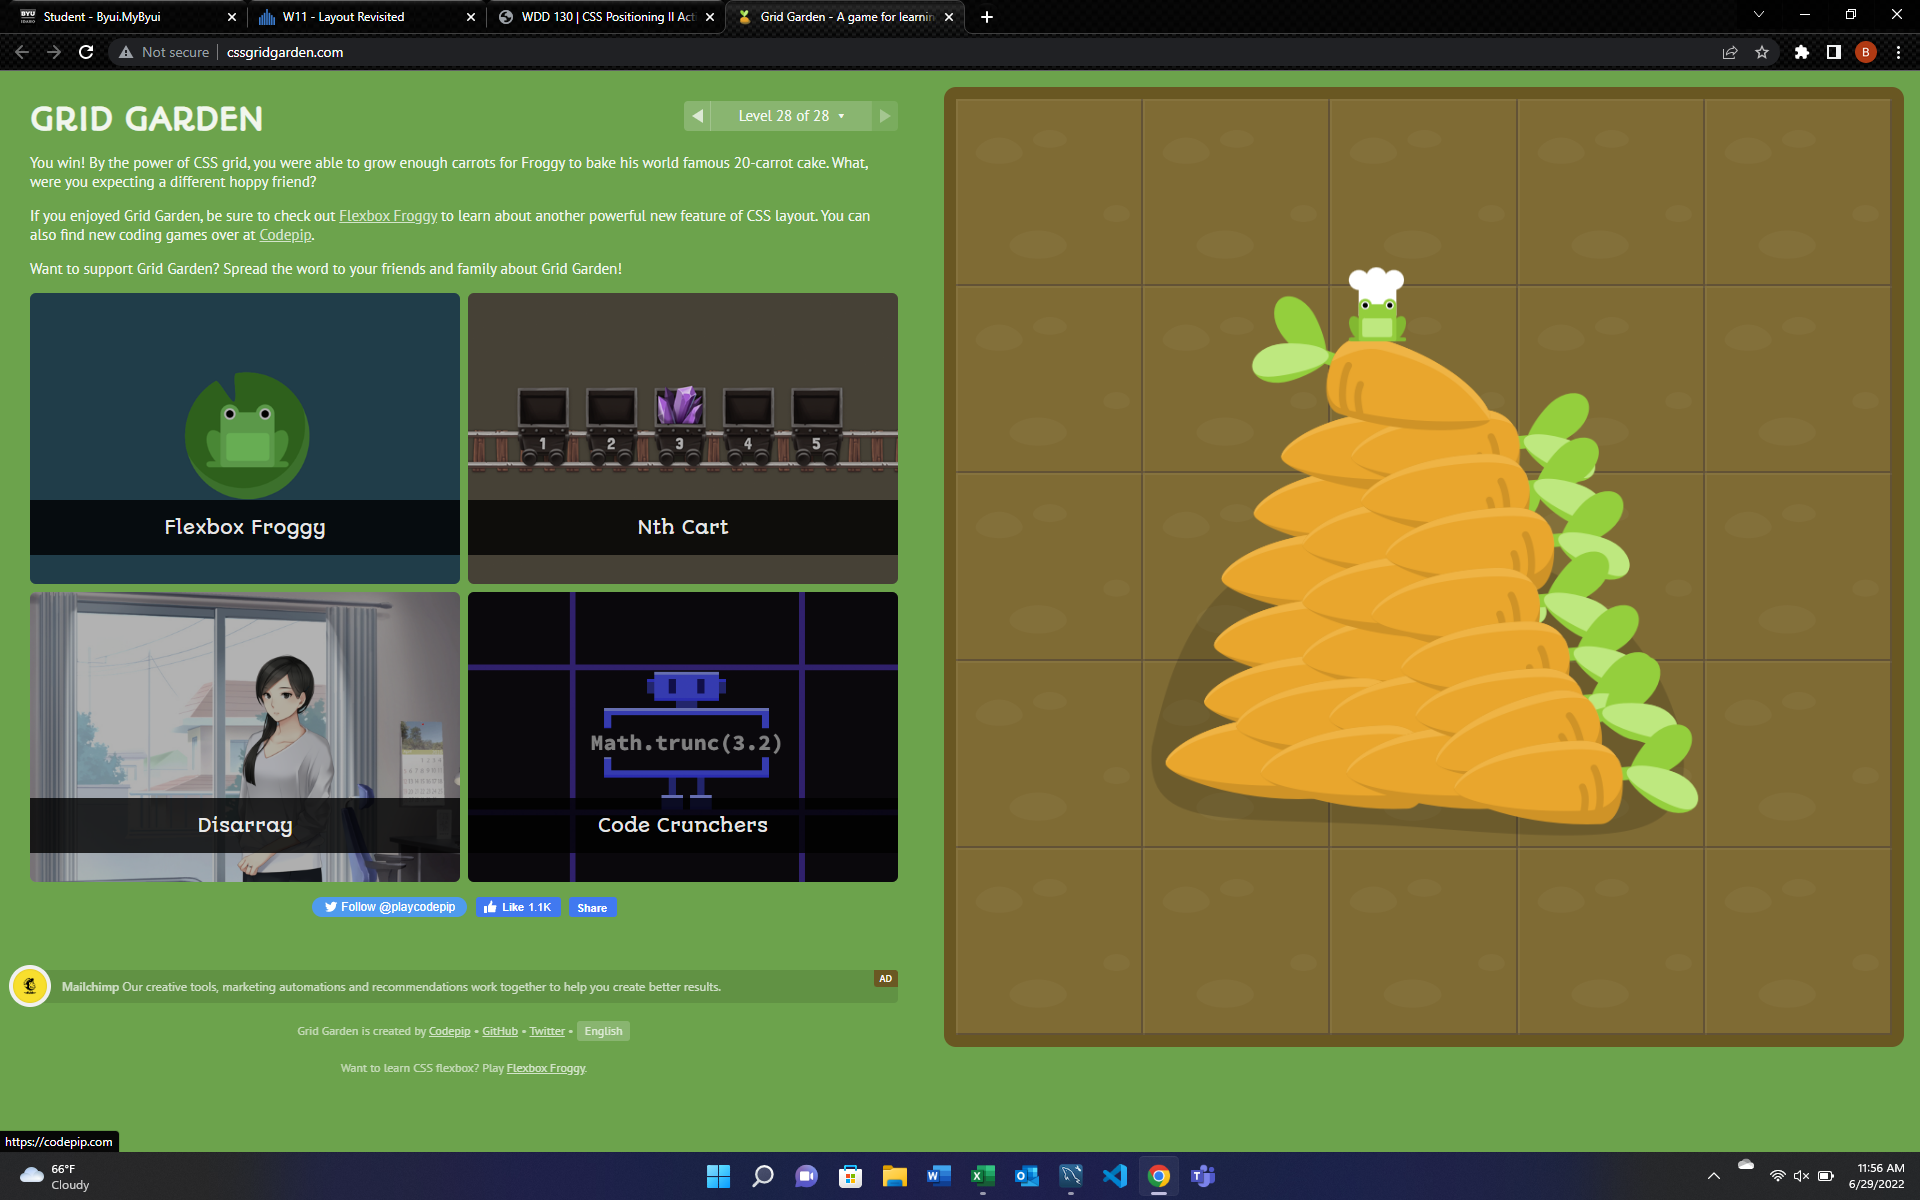 BYU
IDAHO
Student - Byui.MyByui
W11 - Layout Revisited
WDD 130 | CSS Positioning II Acti
Grid Garden - A game for learnin
Not secure
cssgridgarden.com
B
GRID GARDEN
Level 28 of 28
You win! By the power of CSS grid, you were able to grow enough carrots for Froggy to bake his world famous 20-carrot cake. What,
were you expecting a different hoppy friend?
If you enjoyed Grid Garden, be sure to check out Flexbox Froggy to learn about another powerful new feature of CSS layout. You can
also find new coding games over at Codepip.
Want to support Grid Garden? Spread the word to your friends and family about Grid Garden!
1 2 3 4 5
Flexbox Froggy
Nth Cart
Math.trunc(3.2)
Disarray
Code Crunchers
Follow @playcodepip
Like 1.1K
Share
AD
Mailchimp Our creative tools, marketing automations and recommendations work together to help you create better results.
Grid Garden is created by Codepip • GitHub • Twitter • English
Want to learn CSS flexbox? Play Flexbox Froggy.
https://codepip.com
66°F
Cloudy
11:56 AM
6/29/2022